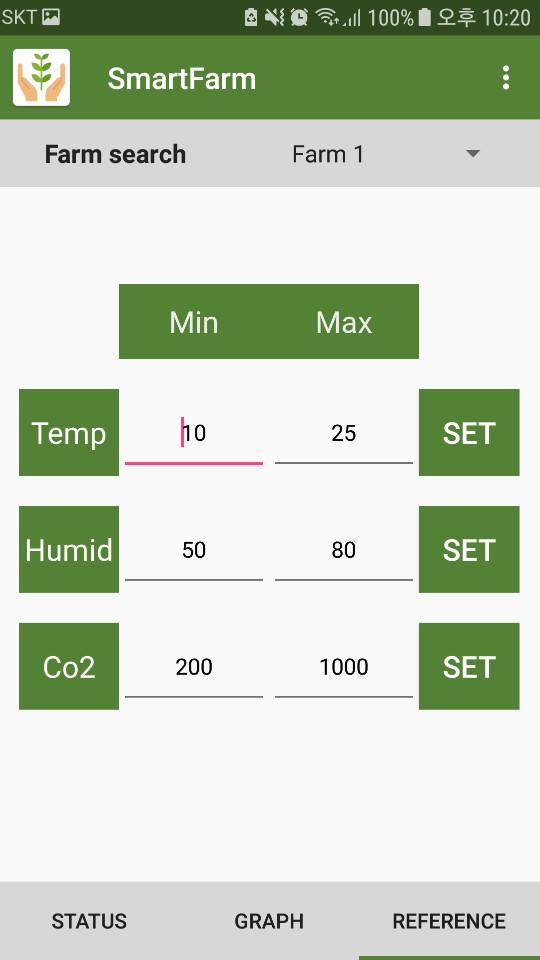 SKT 100% 오후 10:20
SmartFarm
Farm search Farm 1
Min Max
Temp 10 25 SET
Humid 50 80 SET
Co2 200 1000 SET
STATUS GRAPH REFERENCE